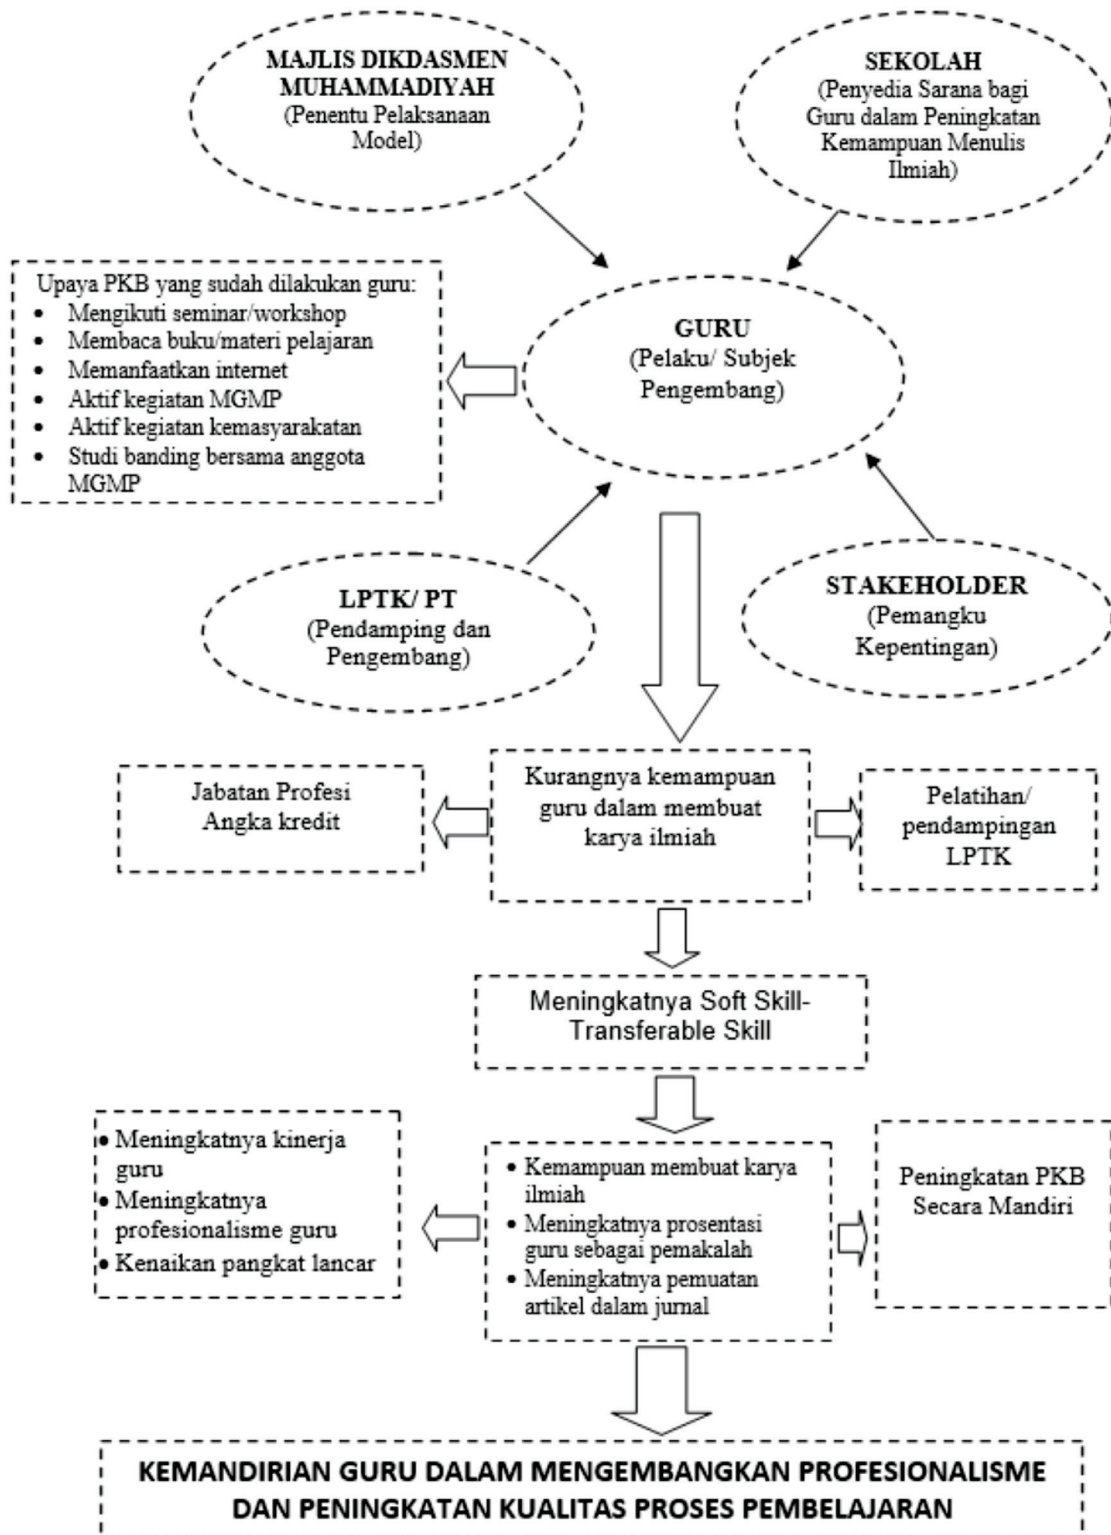 MAJLIS DIKDASMEN
MUHAMMADIYAH
(Penentu Pelaksanaan
Model)
SEKOLAH
(Penyedia Sarana bagi
Guru dalam Peningkatan
Kemampuan Menulis
Ilmiah)
Upaya PKB yang sudah dilakukan guru:
• Mengikuti seminar/workshop
• Membaca buku/materi pelajaran
• Memanfaatkan internet
• Aktif kegiatan MGMP
• Aktif kegiatan kemasyarakatan
• Studi banding bersama anggota
MGMP
GURU
(Pelaku/ Subjek
Pengembang)
LPTK/ PT
(Pendamping dan
Pengembang)
STAKEHOLDER
(Pemangku
Kepentingan)
Jabatan Profesi
Angka kredit
Kurangnya kemampuan
guru dalam membuat
karya ilmiah
Pelatihan/
pendampingan
LPTK
Meningkatnya Soft Skill-
Transferable Skill
• Meningkatnya kinerja
guru
• Meningkatnya
profesionalisme guru
• Kenaikan pangkat lancar
• Kemampuan membuat karya
ilmiah
• Meningkatnya prosentasi
guru sebagai pemakalah
• Meningkatnya pemuatan
artikel dalam jurnal
Peningkatan PKB
Secara Mandiri
KEMANDIRIAN GURU DALAM MENGEMBANGKAN PROFESIONALISME
DAN PENINGKATAN KUALITAS PROSES PEMBELAJARAN